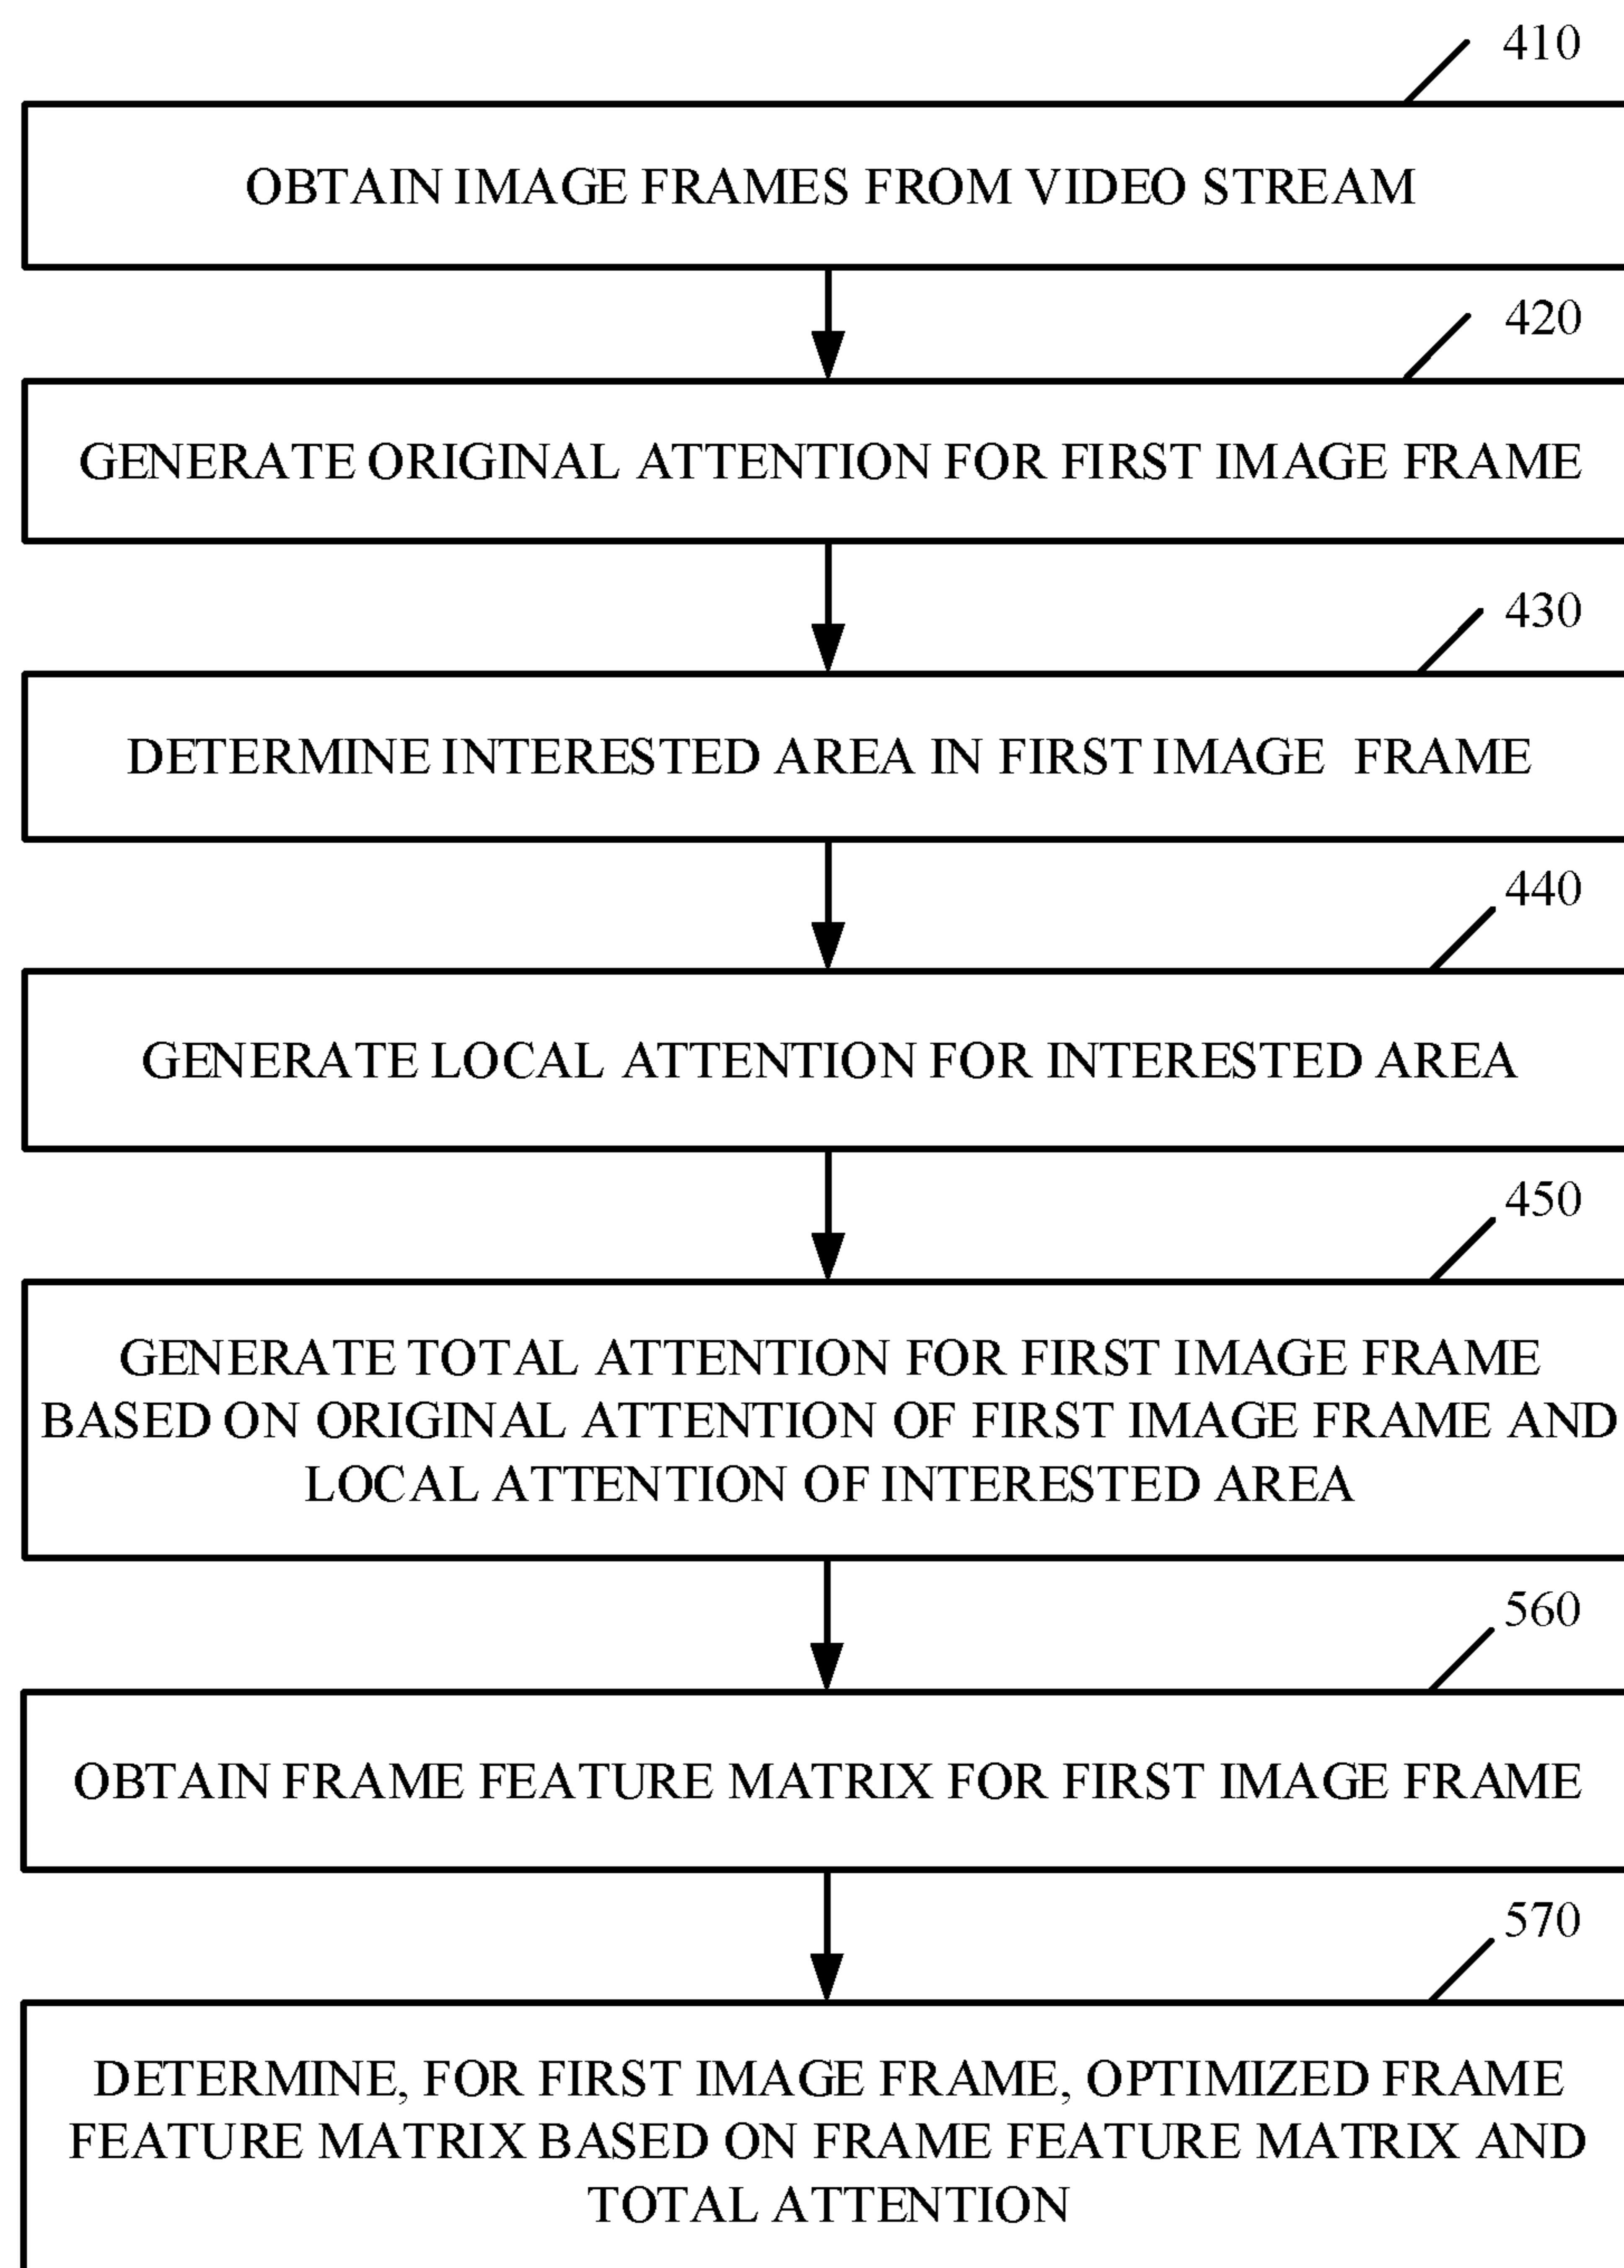 410
OBTAIN IMAGE FRAMES FROM VIDEO STREAM
420
GENERATE ORIGINAL ATTENTION FOR FIRST IMAGE FRAME
430
DETERMINE INTERESTED AREA IN FIRST IMAGE FRAME
440
GENERATE LOCAL ATTENTION FOR INTERESTED AREA
450
GENERATE TOTAL ATTENTION FOR FIRST IMAGE FRAME
BASED ON ORIGINAL ATTENTION OF FIRST IMAGE FRAME AND
LOCAL ATTENTION OF INTERESTED AREA
560
OBTAIN FRAME FEATURE MATRIX FOR FIRST IMAGE FRAME
570
DETERMINE, FOR FIRST IMAGE FRAME, OPTIMIZED FRAME
FEATURE MATRIX BASED ON FRAME FEATURE MATRIX AND
TOTAL ATTENTION